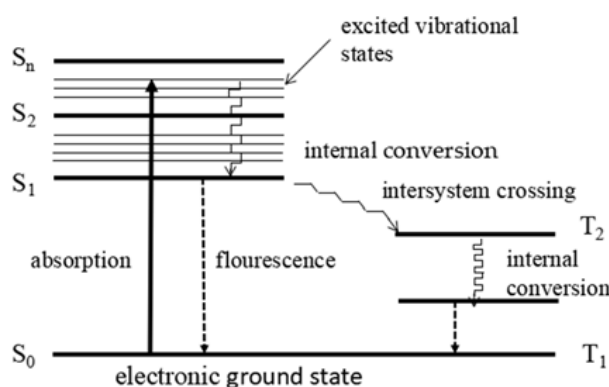 excited vibrational
states
Sn
S2
internal conversion
S1
intersystem crossing
T2
absorption
flourescence
internal
conversion
S0
T1
electronic ground state